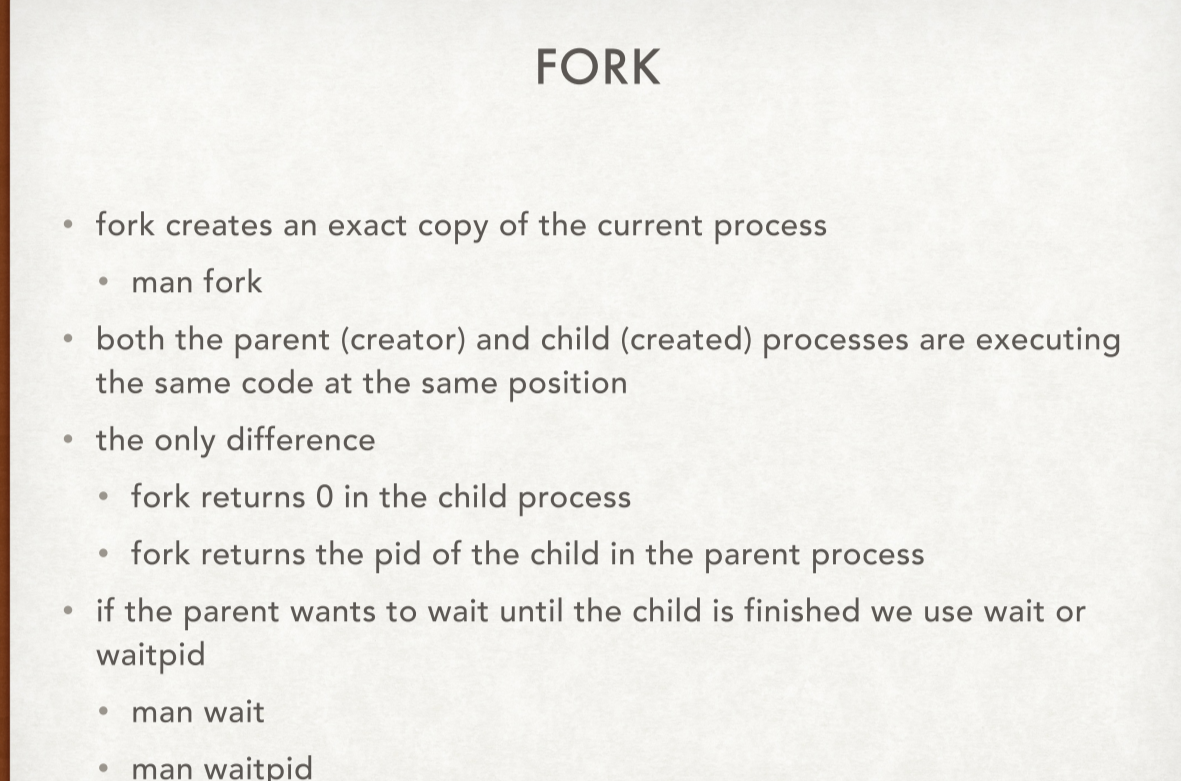 FORK
• fork creates an exact copy of the current process
• man fork
• both the parent (creator) and child (created) processes are executing
the same code at the same position
• the only difference
• fork returns 0 in the child process
• fork returns the pid of the child in the parent process
• if the parent wants to wait until the child is finished we use wait or
waitpid
• man wait
• man waitpid